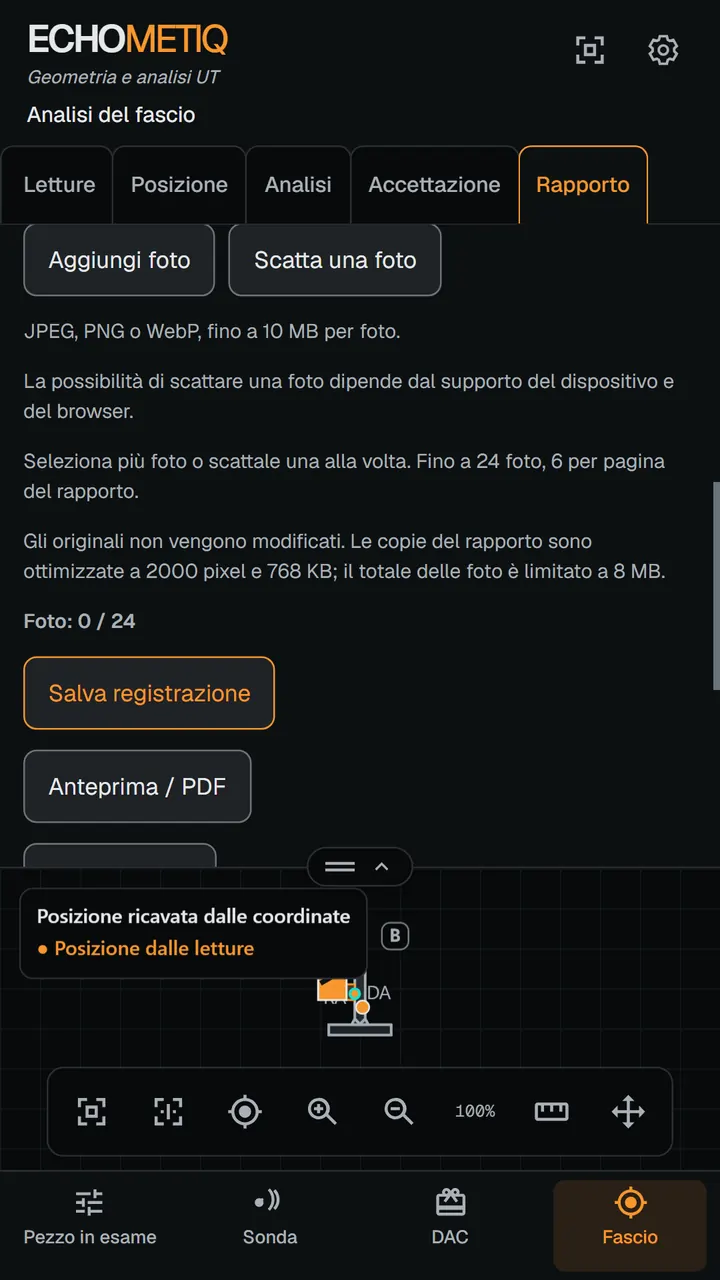 ECHOMETIQ
Geometria e analisi UT
Analisi del fascio
Letture
Posizione
Analisi
Accettazione
Rapporto
Aggiungi foto
Scatta una foto
JPEG, PNG o WebP, fino a 10 MB per foto.
La possibilità di scattare una foto dipende dal supporto del dispositivo e
del browser.
Seleziona più foto o scattale una alla volta. Fino a 24 foto, 6 per pagina
del rapporto.
Gli originali non vengono modificati. Le copie del rapporto sono
ottimizzate a 2000 pixel e 768 KB; il totale delle foto è limitato a 8 MB.
Foto: 0 / 24
Salva registrazione
Anteprima / PDF
Posizione ricavata dalle coordinate
Posizione dalle letture
B
DA
100%
Pezzo in esame
Sonda
DAC
Fascio